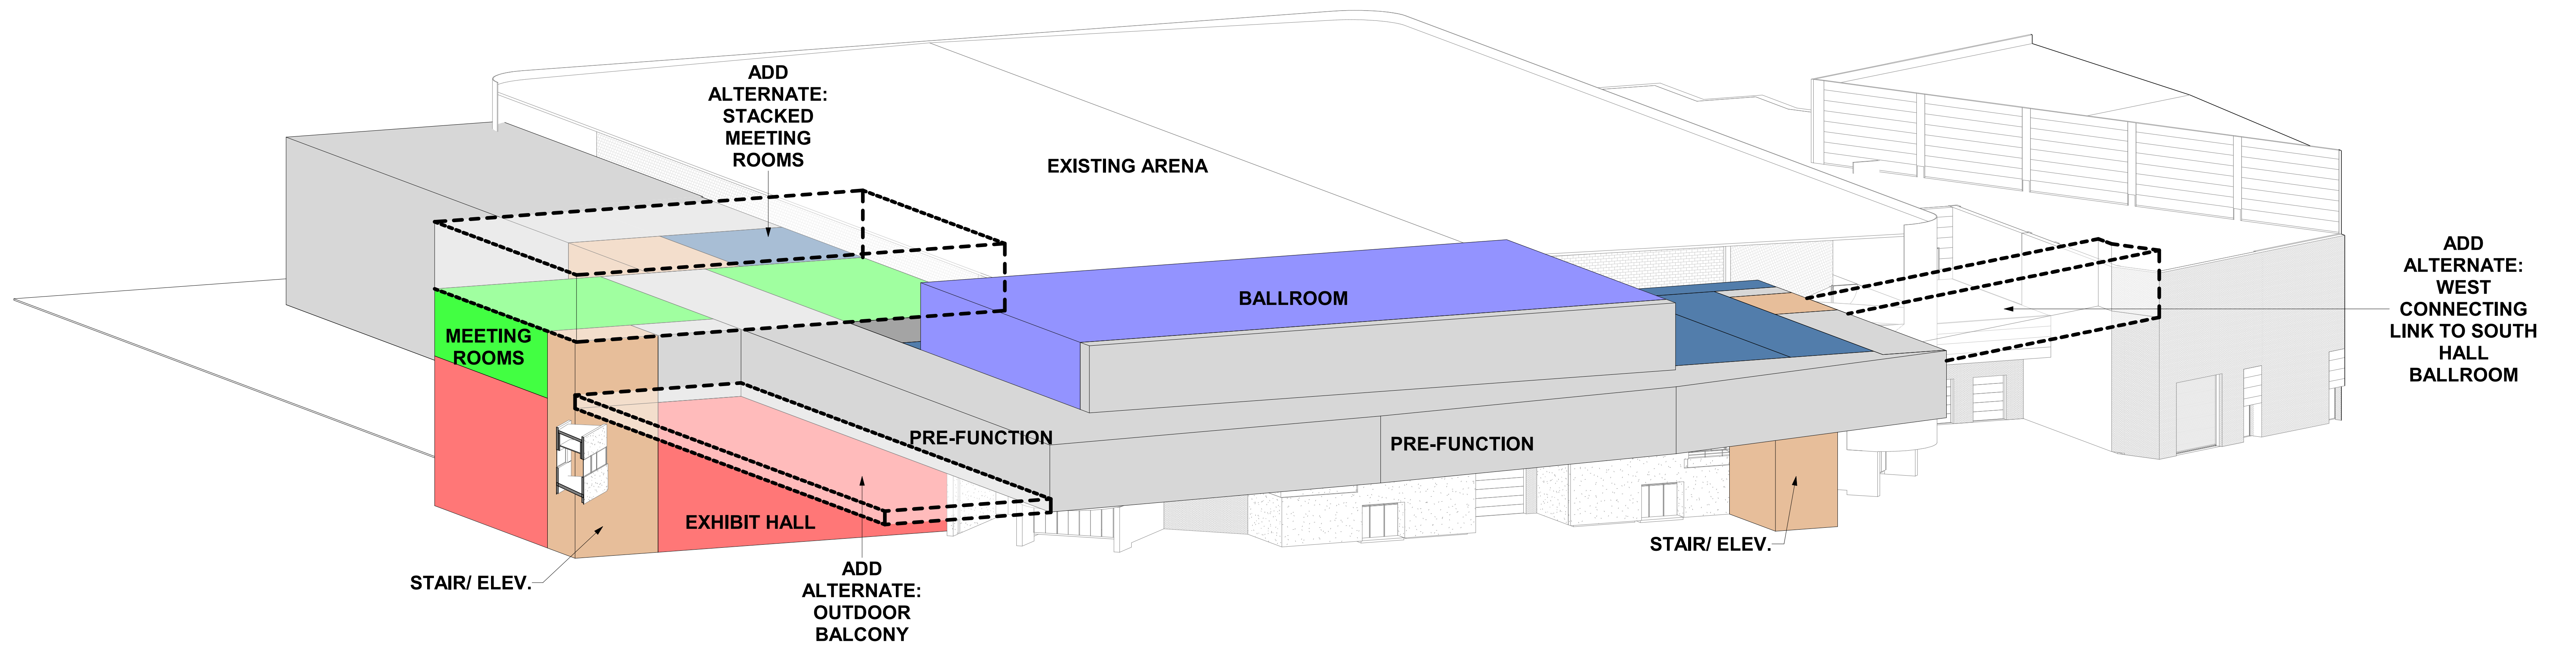 ADD
ALTERNATE:
STACKED
MEETING
ROOMS
EXISTING ARENA
BALLROOM
MEETING
ROOMS
PRE-FUNCTION
PRE-FUNCTION
EXHIBIT HALL
STAIR/ ELEV.
STAIR/ ELEV.
ADD
ALTERNATE:
OUTDOOR
BALCONY
ADD
ALTERNATE:
WEST
CONNECTING
LINK TO SOUTH
HALL
BALLROOM